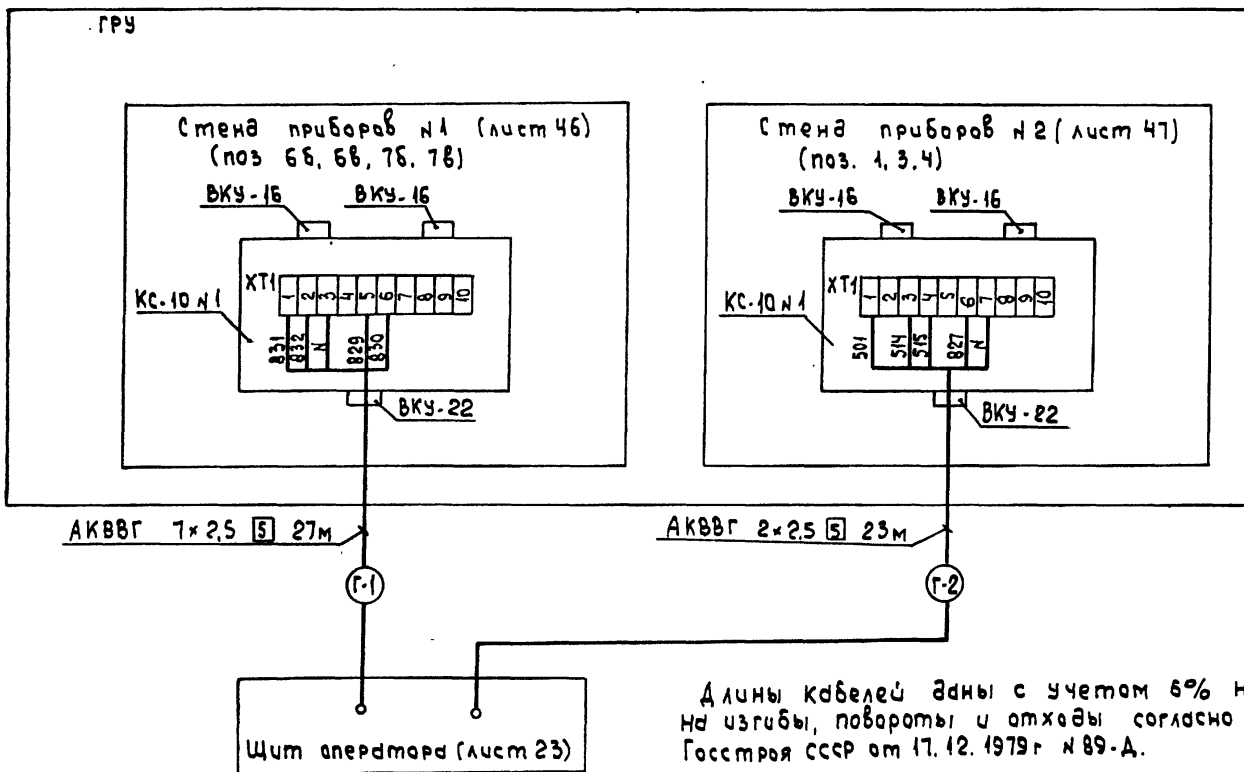 ГРУ
Стенд приборов N1 (лист 46)
(поз 6б, 6в, 7б, 7в)
ВКУ-16 ВКУ-16
ХТ1 1 2 3 4 5 6 7 8 9 10
КС-10 N1
831 832 N 829 830
ВКУ-22
Стенд приборов N2 (лист 47)
(поз. 1, 3, 4)
ВКУ-16 ВКУ-16
ХТ1 1 2 3 4 5 6 7 8 9 10
КС-10 N1
501 514 515 827 N
ВКУ-22
АКВВГ 7×2,5 5 27м
АКВВГ 2×2,5 5 23м
Г-1
Г-2
Щит оператора (лист 23)
Длины кабелей даны с учетом 6% н
на изгибы, повороты и отходы согласно
Госстроя СССР от 17.12.1979г N89-Д.